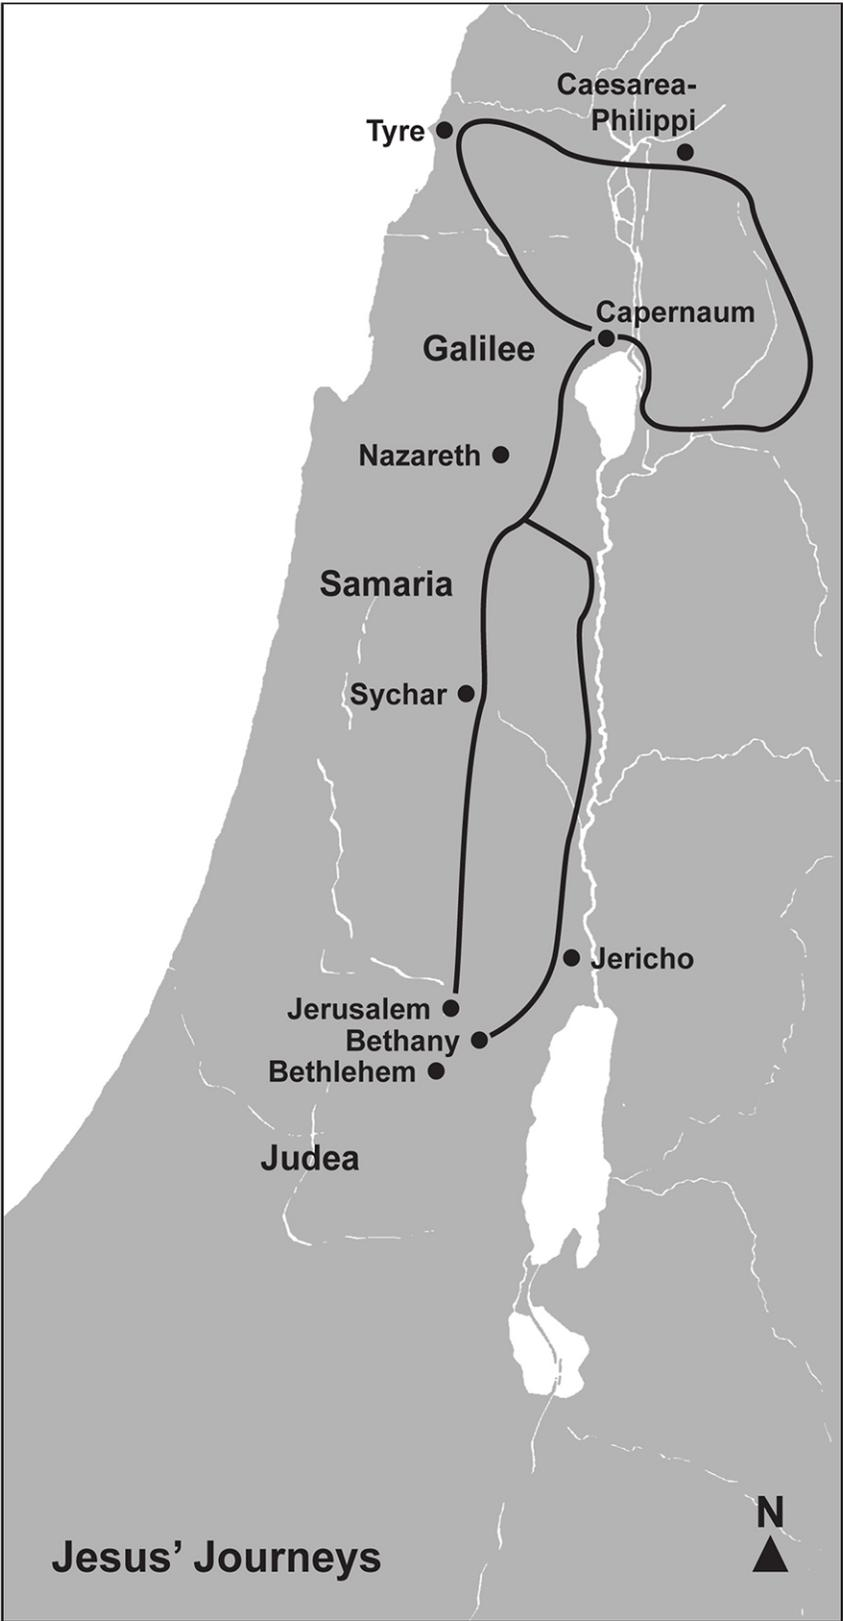 Caesarea-
Philippi
Tyre
Capernaum
Galilee
Nazareth
Samaria
Sychar
Jericho
Jerusalem
Bethany
Bethlehem
Judea
N
Jesus’ Journeys